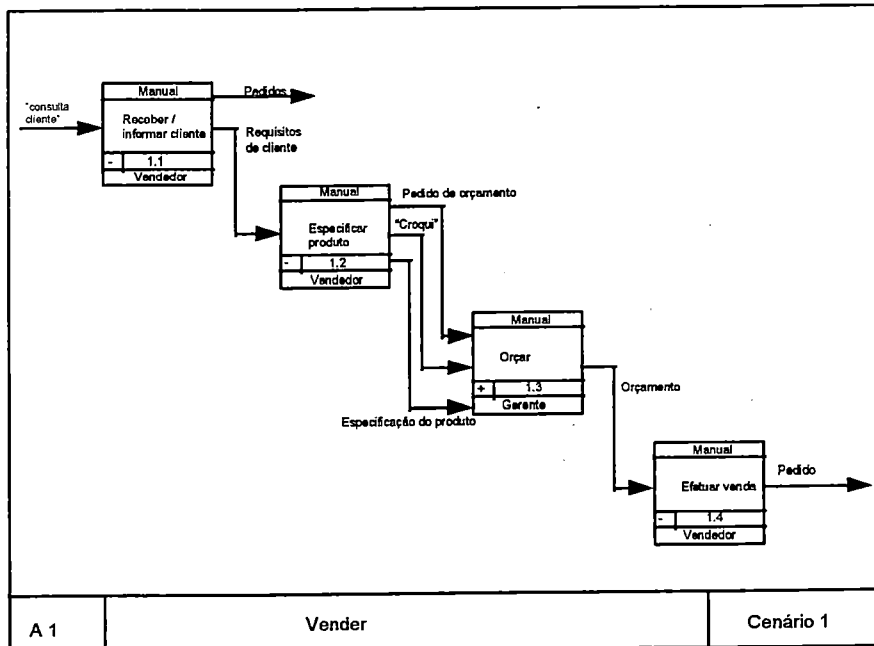 Manual
Pedidos
"consulta
cliente"
Recober /
informar cliente
Requisitos
de cliente
- 1.1
Vendedor
Manual
Pedido de orçamento
"Croqui"
Especificar
produto
- 1.2
Vendedor
Manual
Orçar
+ 1.3
Gerente
Orçamento
Especificação do produto
Manual
Pedido
Efetuar venda
- 1.4
Vendedor
A 1
Vender
Cenário 1